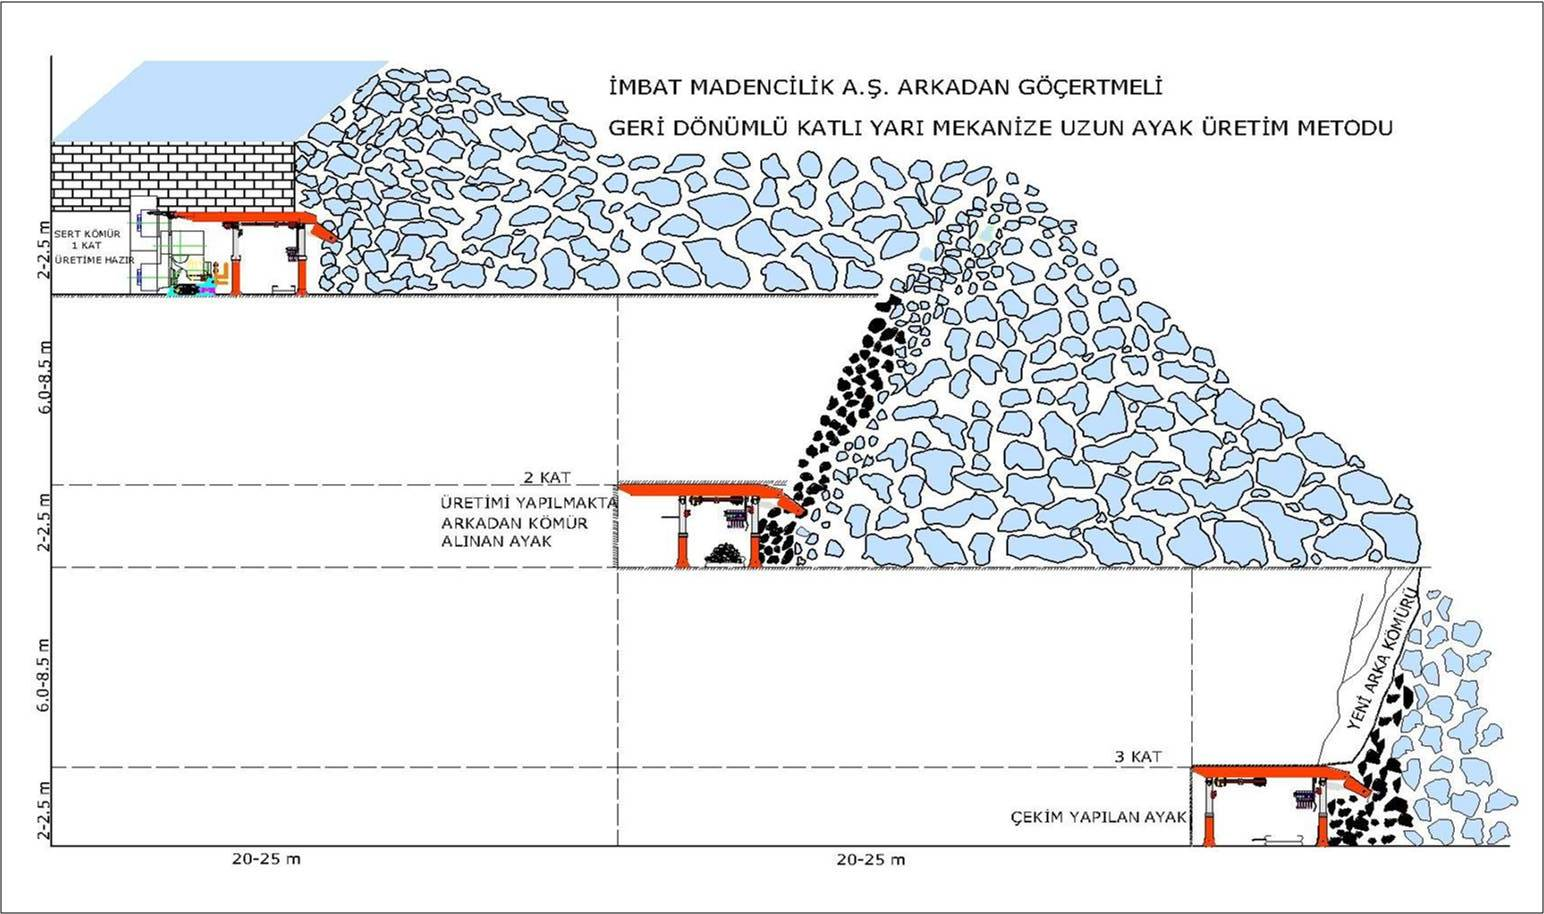 İMBAT MADENCİLİK A.Ş. ARKADAN GÖÇERTMELİ
GERİ DÖNÜMLÜ KATLI YARI MEKANİZE UZUN AYAK ÜRETİM METODU
2-2.5 m
SERT KÖMÜR
1 KAT
ÜRETİME HAZIR
6.0-8.5 m
2 KAT
ÜRETİMİ YAPILMAKTA
ARKADAN KÖMÜR
ALINAN AYAK
2-2.5 m
6.0-8.5 m
YENİ ARKA KÖMÜRÜ
3 KAT
ÇEKİM YAPILAN AYAK
2-2.5 m
20-25 m
20-25 m